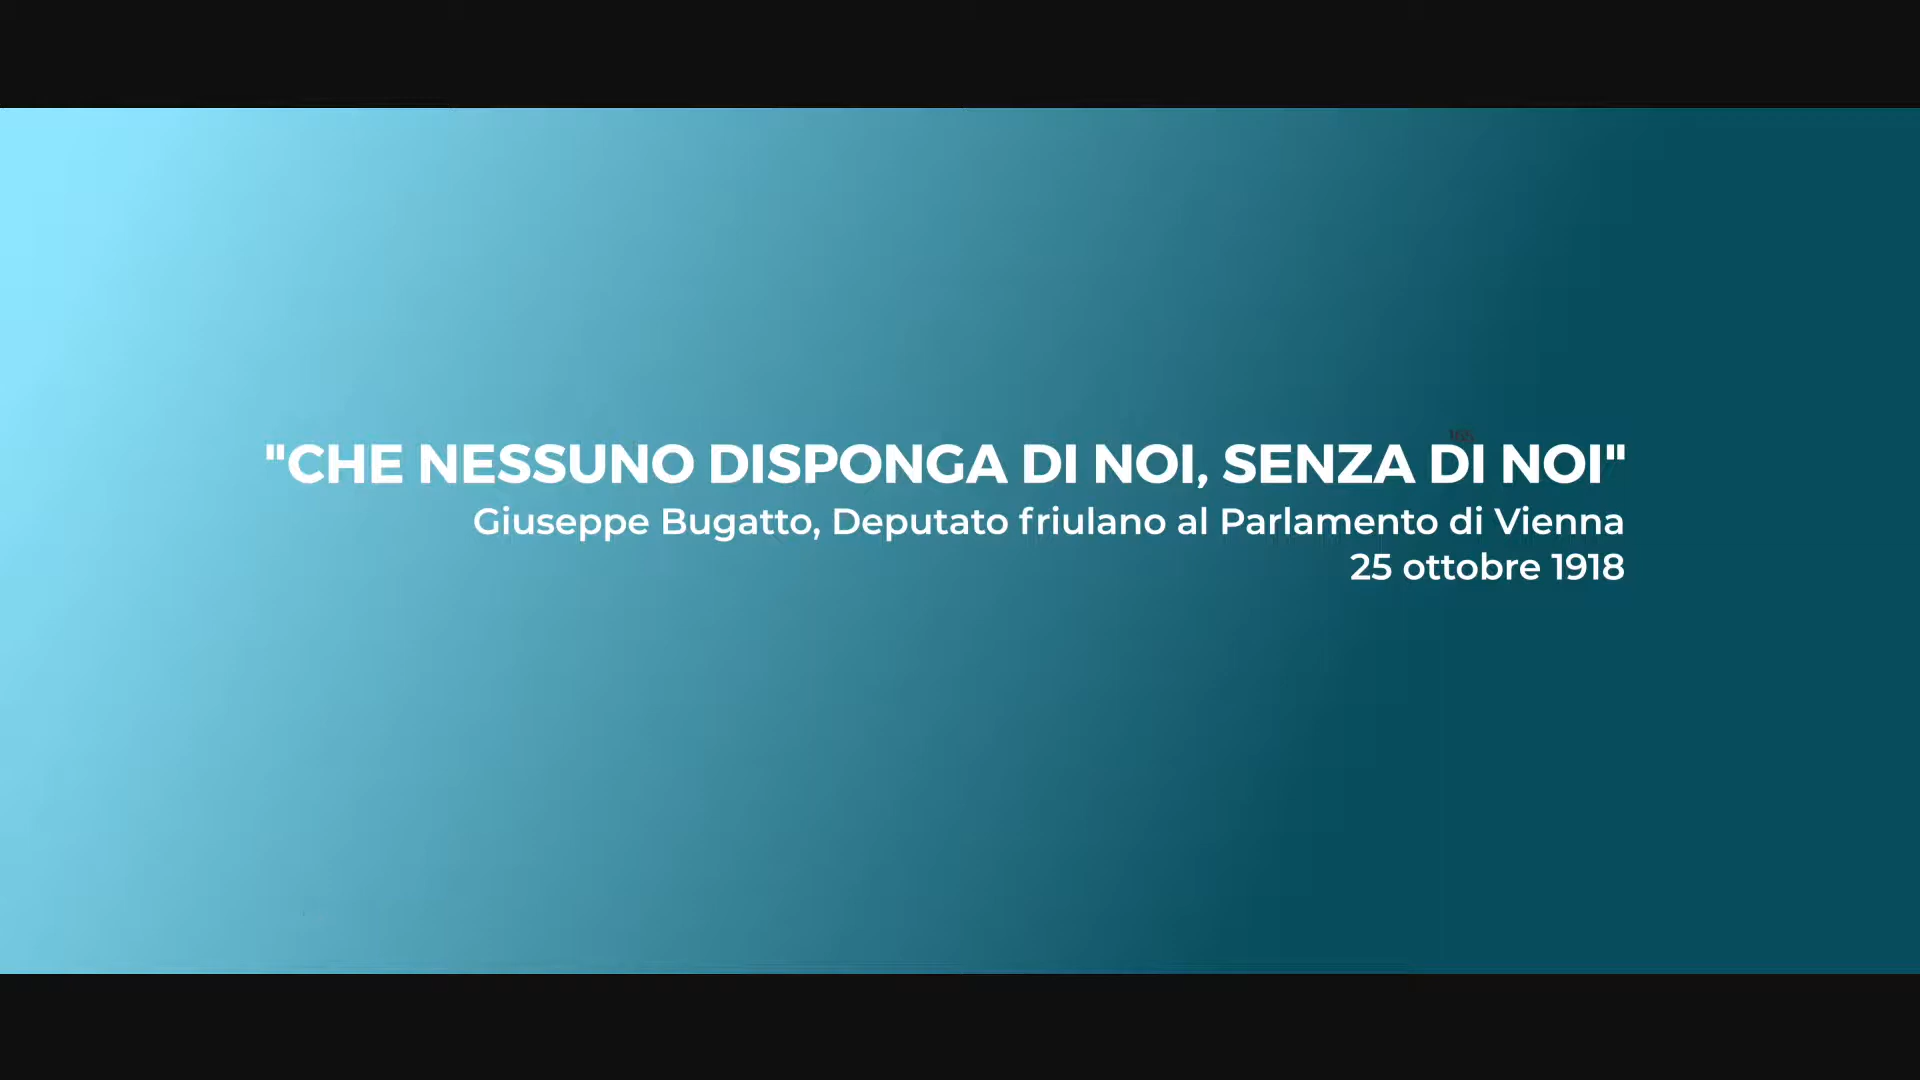 "CHE NESSUNO DISPONGA DI NOI, SENZA DI NOI"
Giuseppe Bugatto, Deputato friulano al Parlamento di Vienna
25 ottobre 1918